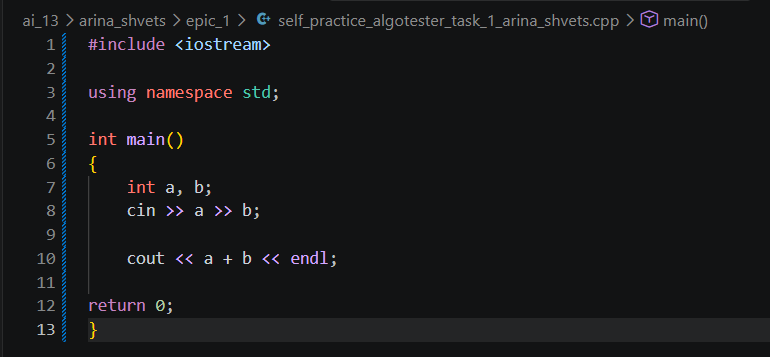 ai_13 > arina_shvets > epic_1 > C++ self_practice_algotester_task_1_arina_shvets.cpp > main()
1 #include <iostream>
2
3 using namespace std;
4
5 int main()
6 {
7     int a, b;
8     cin >> a >> b;
9
10     cout << a + b << endl;
11
12 return 0;
13 }